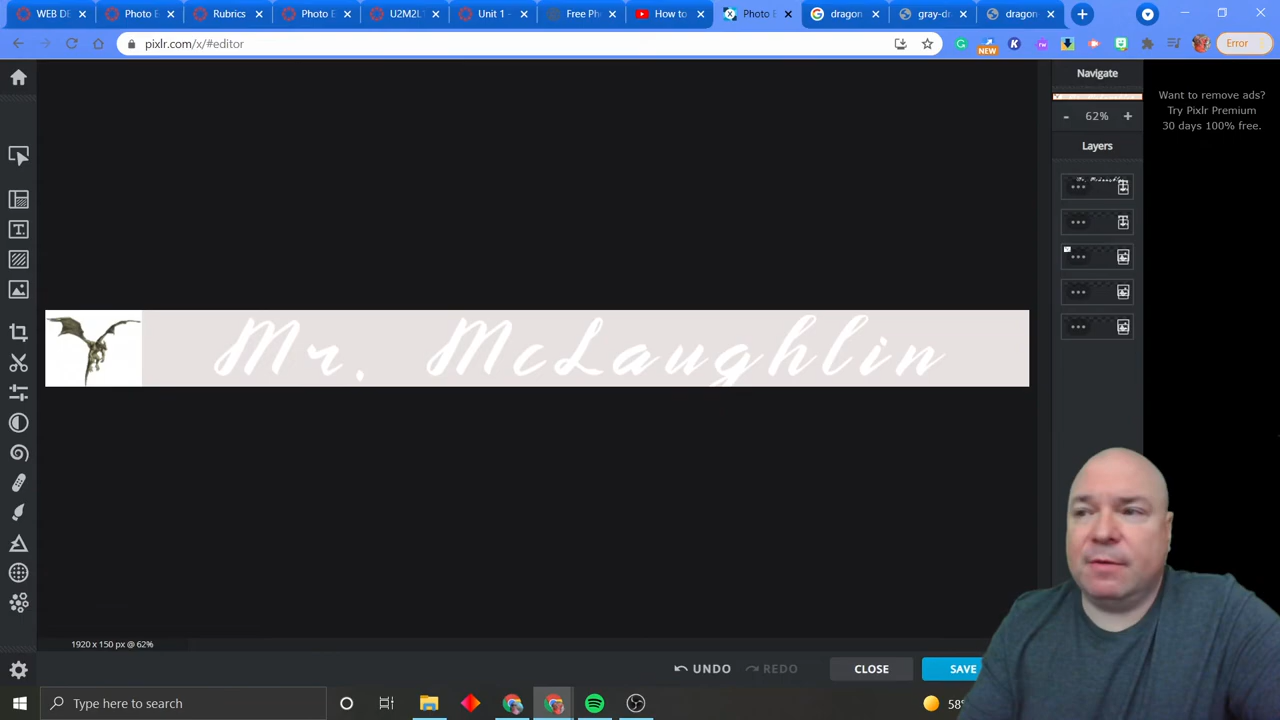 WEB DE
Photo E
Rubrics
Photo E
U2M2L
Unit 1 -
Free Ph
How to
Photo E
dragon
gray-dr
dragon
pixlr.com/x/#editor
NEW
Error
Navigate
62%
Layers
Want to remove ads?
Try Pixlr Premium
30 days 100% free.
Mr. McLaughlin
1920 x 150 px @ 62%
UNDO
REDO
CLOSE
SAVE
Type here to search
58°